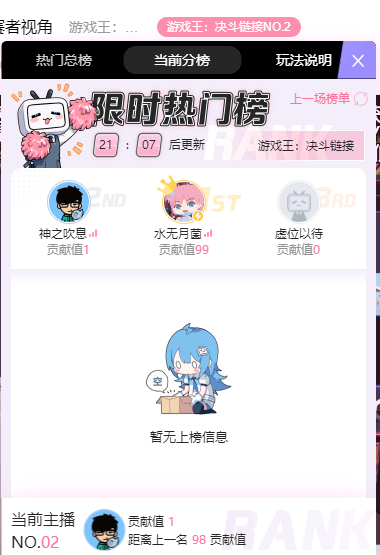 赛者视角 游戏王：... 游戏王：决斗链接NO.2
热门总榜 当前分榜 玩法说明
限时热门榜 上一场榜单
21 : 07 后更新
RANK
游戏王：决斗链接
2ND 1ST 3RD
神之吹息 水无月菌 虚位以待
贡献值1 贡献值99 贡献值0
空
暂无上榜信息
当前主播 贡献值 1
NO.02 距离上一名 98 贡献值
RANK